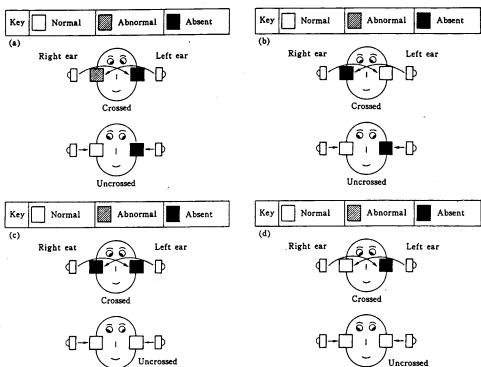 Key Normal Abnormal Absent
(a)
Right ear Left ear
Crossed
Uncrossed
Key Normal Abnormal Absent
(b)
Right ear Left ear
Crossed
Uncrossed
Key Normal Abnormal Absent
(c)
Right eat Left ear
Crossed
Uncrossed
Key Normal Abnormal Absent
(d)
Right ear Left ear
Crossed
Uncrossed